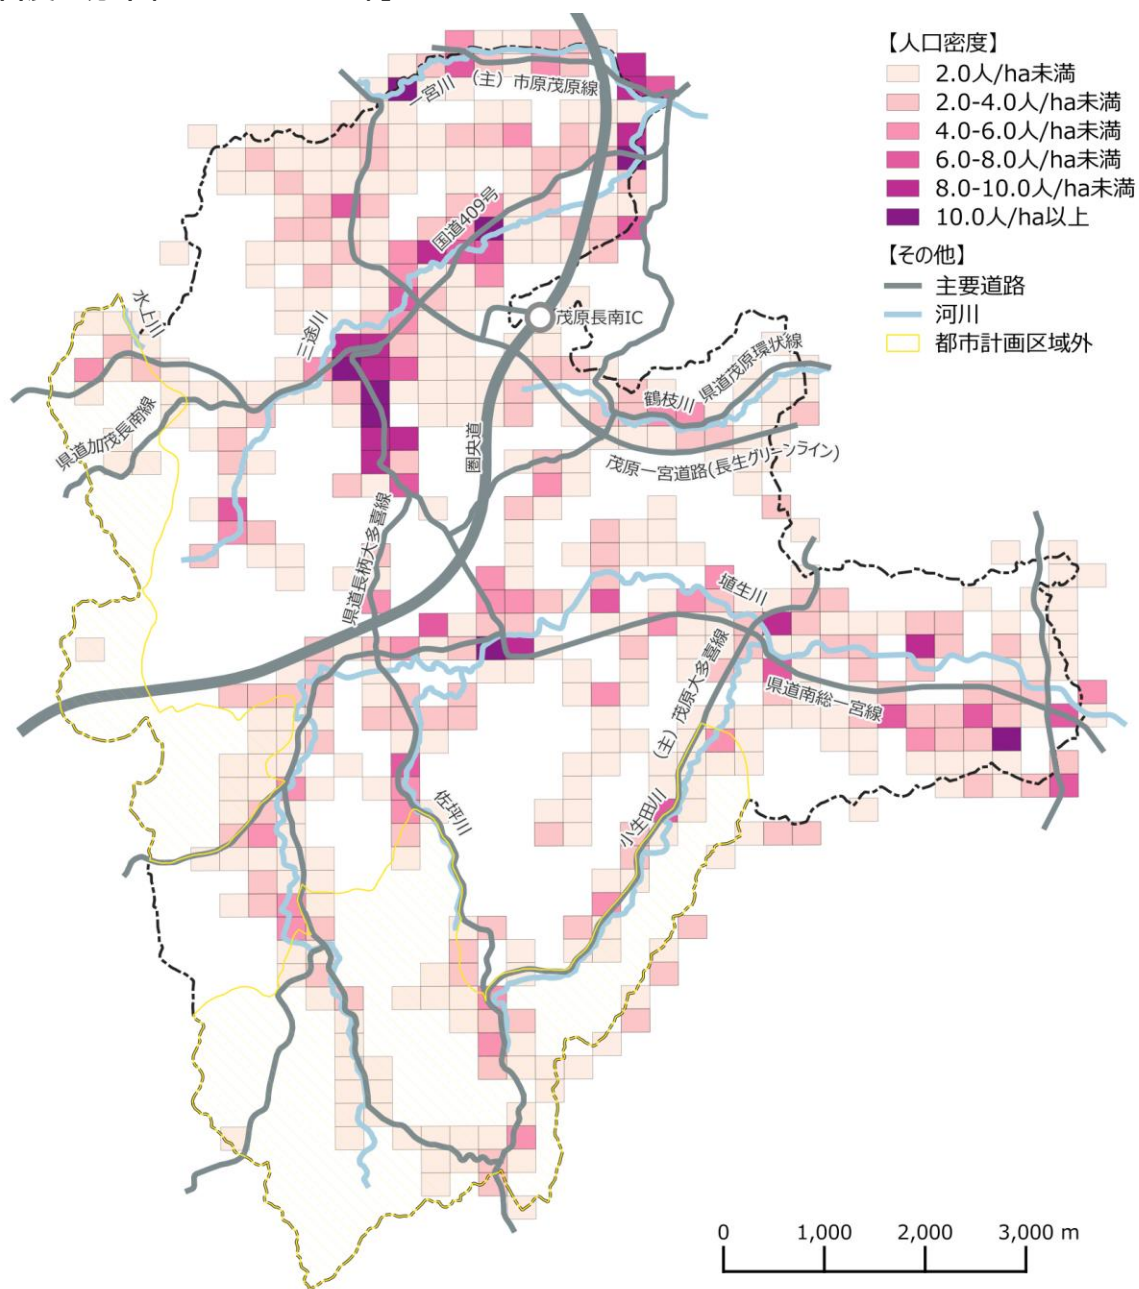 【人口密度】
2.0人/ha未満
2.0-4.0人/ha未満
4.0-6.0人/ha未満
6.0-8.0人/ha未満
8.0-10.0人/ha未満
10.0人/ha以上
【その他】
主要道路
河川
都市計画区域外
一宮川
(主)市原茂原線
国道409号
水上川
三途川
茂原長南IC
県道茂原環状線
鶴枝川
県道加茂長南線
圏央道
茂原一宮道路(長生グリーンライン)
県道長柄大多喜線
埴生川
(主)茂原大多喜線
県道南総一宮線
佐坪川
小生田川
0 1,000 2,000 3,000 m